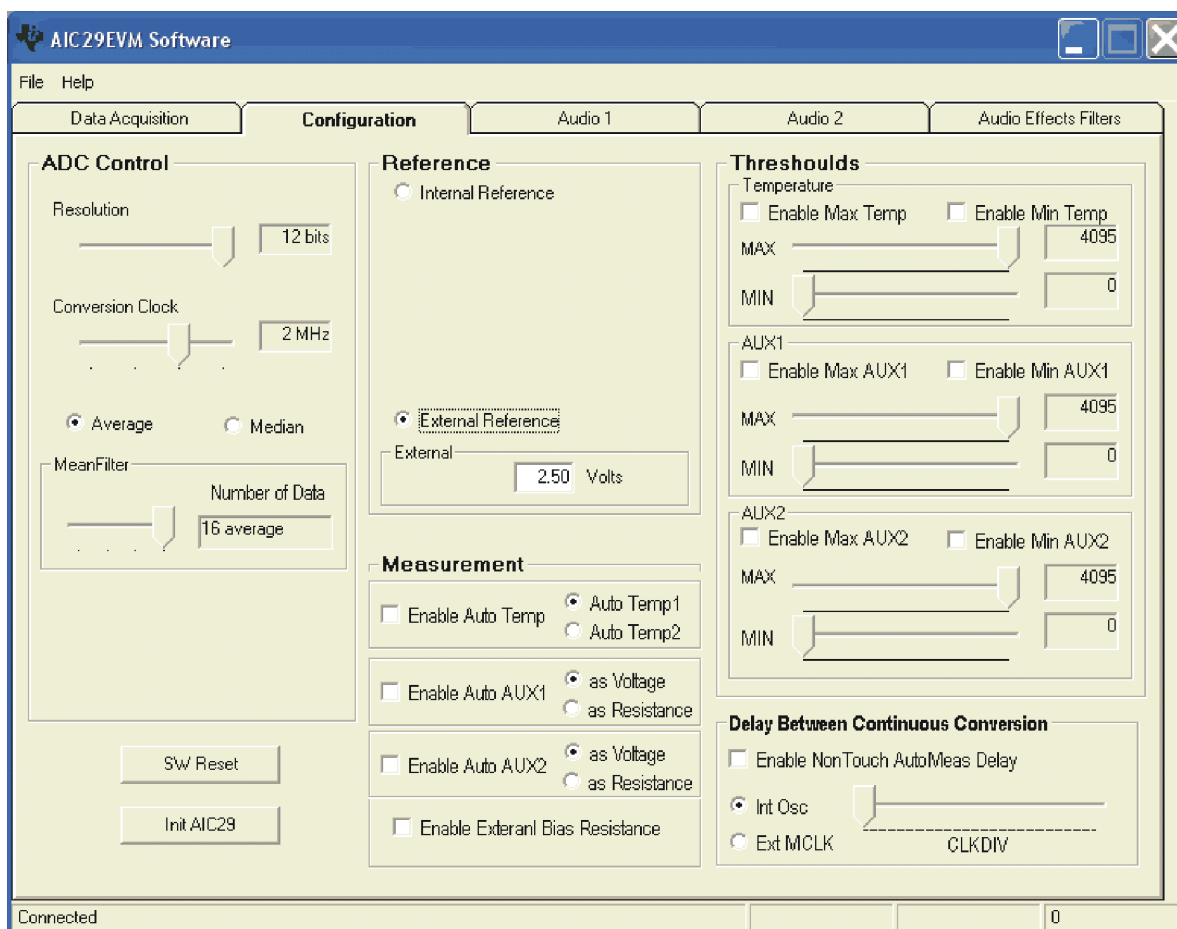 AIC29EVM Software
File Help
Data Acquisition
Configuration
Audio 1
Audio 2
Audio Effects Filters
ADC Control
Resolution
12 bits
Conversion Clock
2 MHz
Average
Median
MeanFilter
Number of Data
16 average
SW Reset
Init AIC29
Reference
Internal Reference
External Reference
External
2.50 Volts
Measurement
Enable Auto Temp
Auto Temp1
Auto Temp2
Enable Auto AUX1
as Voltage
as Resistance
Enable Auto AUX2
as Voltage
as Resistance
Enable Exteranl Bias Resistance
Threshoulds
Temperature
Enable Max Temp
Enable Min Temp
MAX
4095
MIN
0
AUX1
Enable Max AUX1
Enable Min AUX1
MAX
4095
MIN
0
AUX2
Enable Max AUX2
Enable Min AUX2
MAX
4095
MIN
0
Delay Between Continuous Conversion
Enable NonTouch AutoMeas Delay
Int Osc
Ext MCLK
CLKDIV
Connected
0